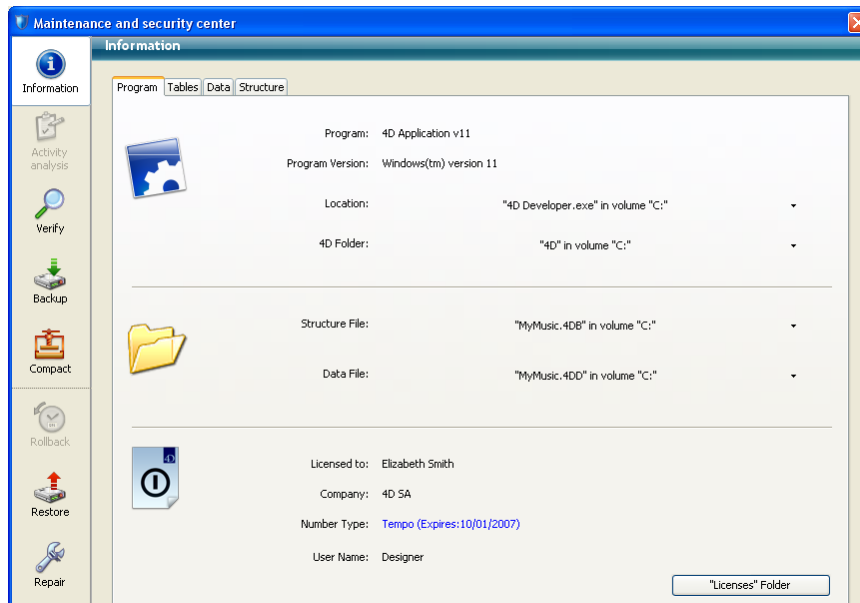 Maintenance and security center
Information
Information
Activity
analysis
Verify
Backup
Compact
Rollback
Restore
Repair
Program Tables Data Structure
Program: 4D Application v11
Program Version: Windows(tm) version 11
Location: "4D Developer.exe" in volume "C:"
4D Folder: "4D" in volume "C:"
Structure File: "MyMusic.4DB" in volume "C:"
Data File: "MyMusic.4DD" in volume "C:"
4D
Licensed to: Elizabeth Smith
Company: 4D SA
Number Type: Tempo (Expires:10/01/2007)
User Name: Designer
"Licenses" Folder